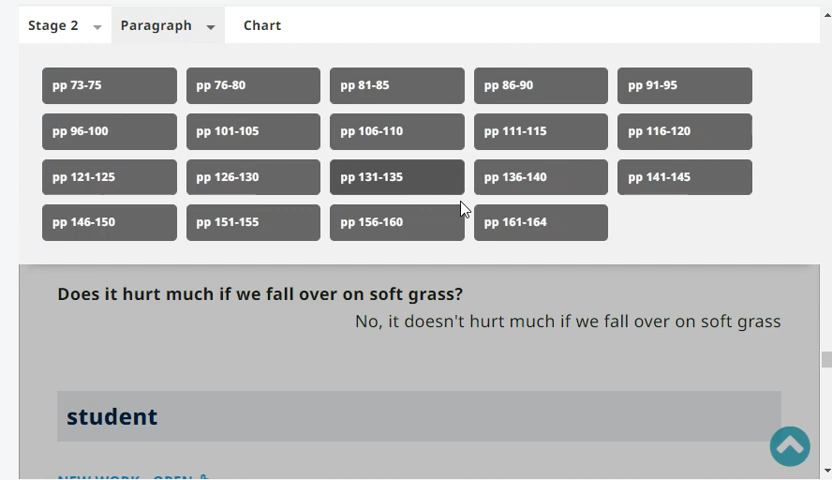 Stage 2 Paragraph Chart
pp 73-75 pp 76-80 pp 81-85 pp 86-90 pp 91-95
pp 96-100 pp 101-105 pp 106-110 pp 111-115 pp 116-120
pp 121-125 pp 126-130 pp 131-135 pp 136-140 pp 141-145
pp 146-150 pp 151-155 pp 156-160 pp 161-164
Does it hurt much if we fall over on soft grass?
No, it doesn't hurt much if we fall over on soft grass
student
NEW WORK - OPEN